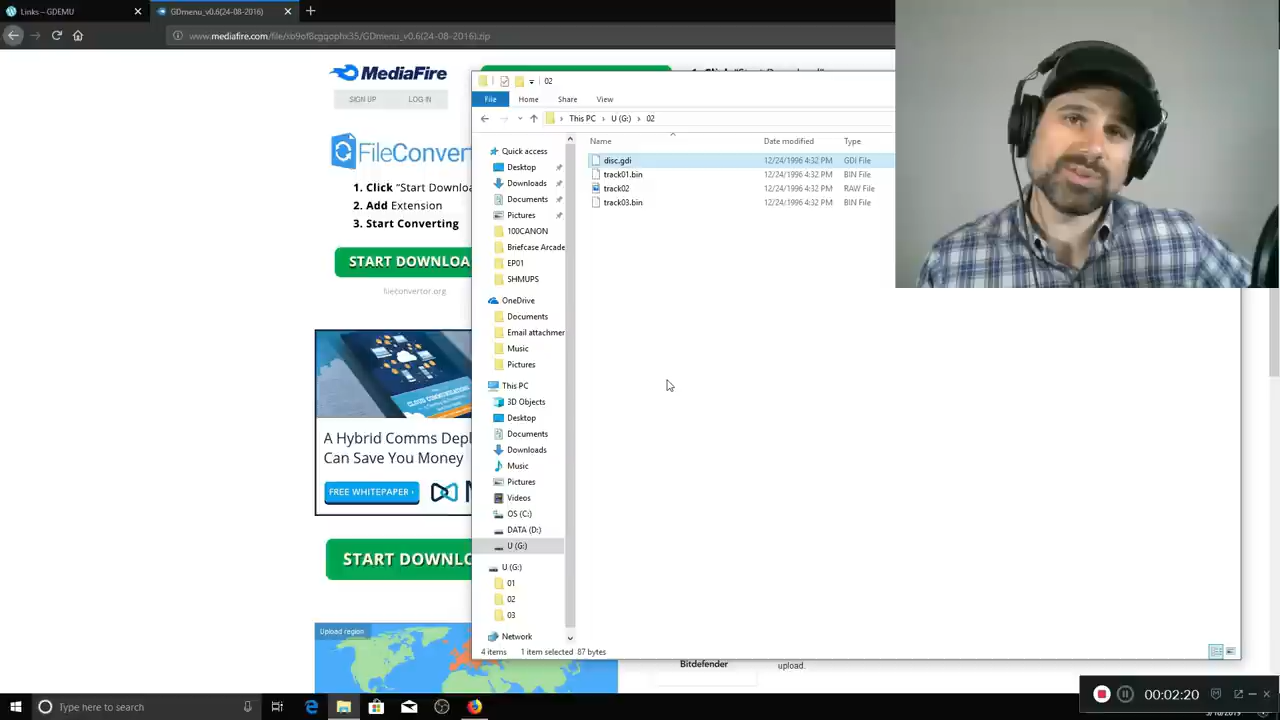 Links – GDEMU
GDmenu_v0.6(24-08-2016)
www.mediafire.com/file/xb9of8cgqophx35/GDmenu_v0.6(24-08-2016).zip
MediaFire
SIGN UP LOG IN
FileConver
1. Click "Start Downloa
2. Add Extension
3. Start Converting
START DOWNLOA
fileconvertor.org
A Hybrid Comms Depl
Can Save You Money
FREE WHITEPAPER
START DOWNLO
Upload region
1. Click "Start Download"
02
File Home Share View
This PC U (G:) 02
Name Date modified Type
disc.gdi 12/24/1996 4:32 PM GDI File
track01.bin 12/24/1996 4:32 PM BIN File
track02 12/24/1996 4:32 PM RAW File
track03.bin 12/24/1996 4:32 PM BIN File
Quick access
Desktop
Downloads
Documents
Pictures
100CANON
Briefcase Arcade
EP01
SHMUPS
OneDrive
Documents
Email attachmer
Music
Pictures
This PC
3D Objects
Desktop
Documents
Downloads
Music
Pictures
Videos
OS (C:)
DATA (D:)
U (G:)
U (G:)
01
02
03
Network
4 items 1 item selected 87 bytes
Bitdefender
upload.
Type here to search
00:02:20